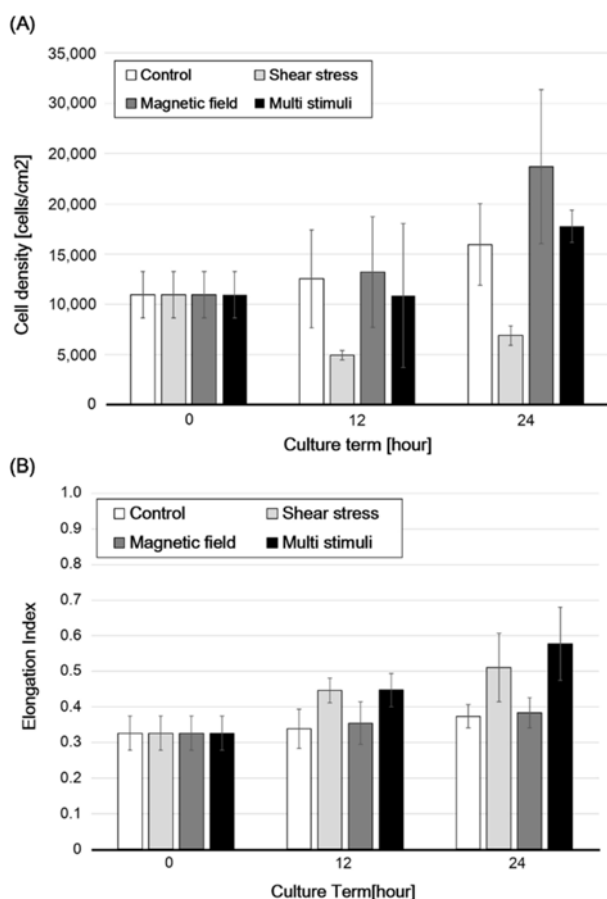 (A)
35,000
30,000
20,000
20,000
15,000
10,000
5,000
0
Cell density [cells/cm2]
Control
Shear stress
Magnetic field
Multi stimuli
0
12
24
Culture term [hour]
(B)
1.0
0.9
0.8
0.7
0.6
0.5
0.4
0.3
0.2
0.1
0
Elongation Index
Control
Shear stress
Magnetic field
Multi stimuli
0
12
24
Culture Term[hour]